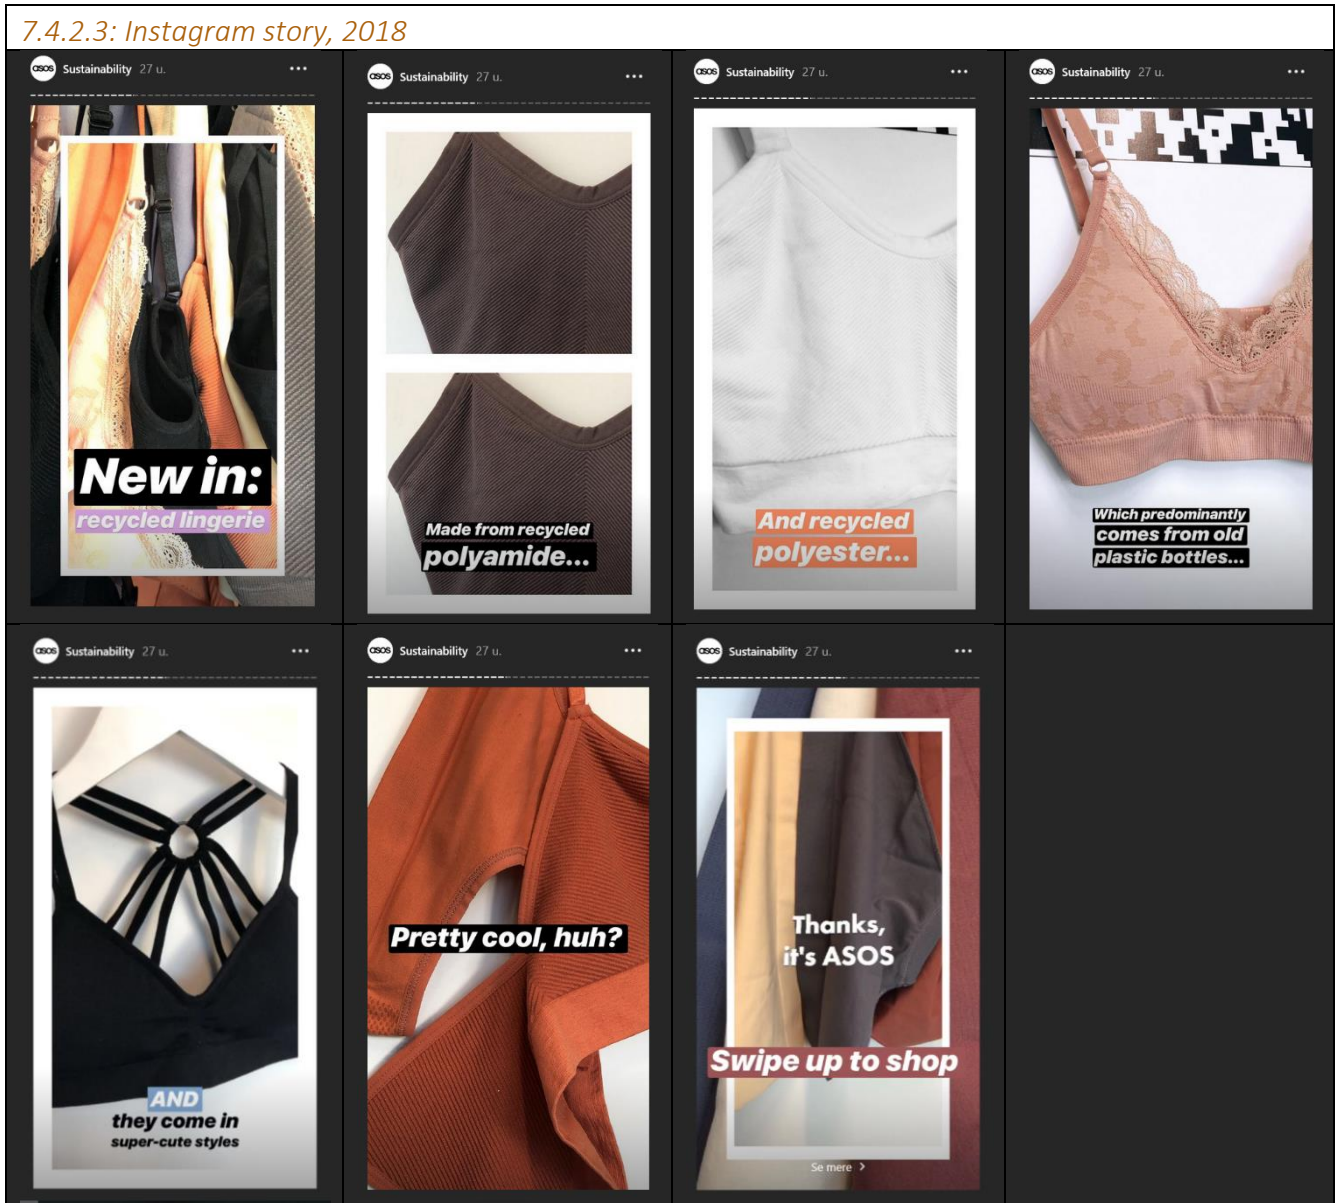 7.4.2.3: Instagram story, 2018
asos Sustainability 27 u.
New in:
recycled lingerie
asos Sustainability 27 u.
Made from recycled
polyamide...
asos Sustainability 27 u.
And recycled
polyester...
asos Sustainability 27 u.
Which predominantly
comes from old
plastic bottles...
asos Sustainability 27 u.
AND
they come in
super-cute styles
asos Sustainability 27 u.
Pretty cool, huh?
asos Sustainability 27 u.
Thanks,
it's ASOS
Swipe up to shop
Se mere